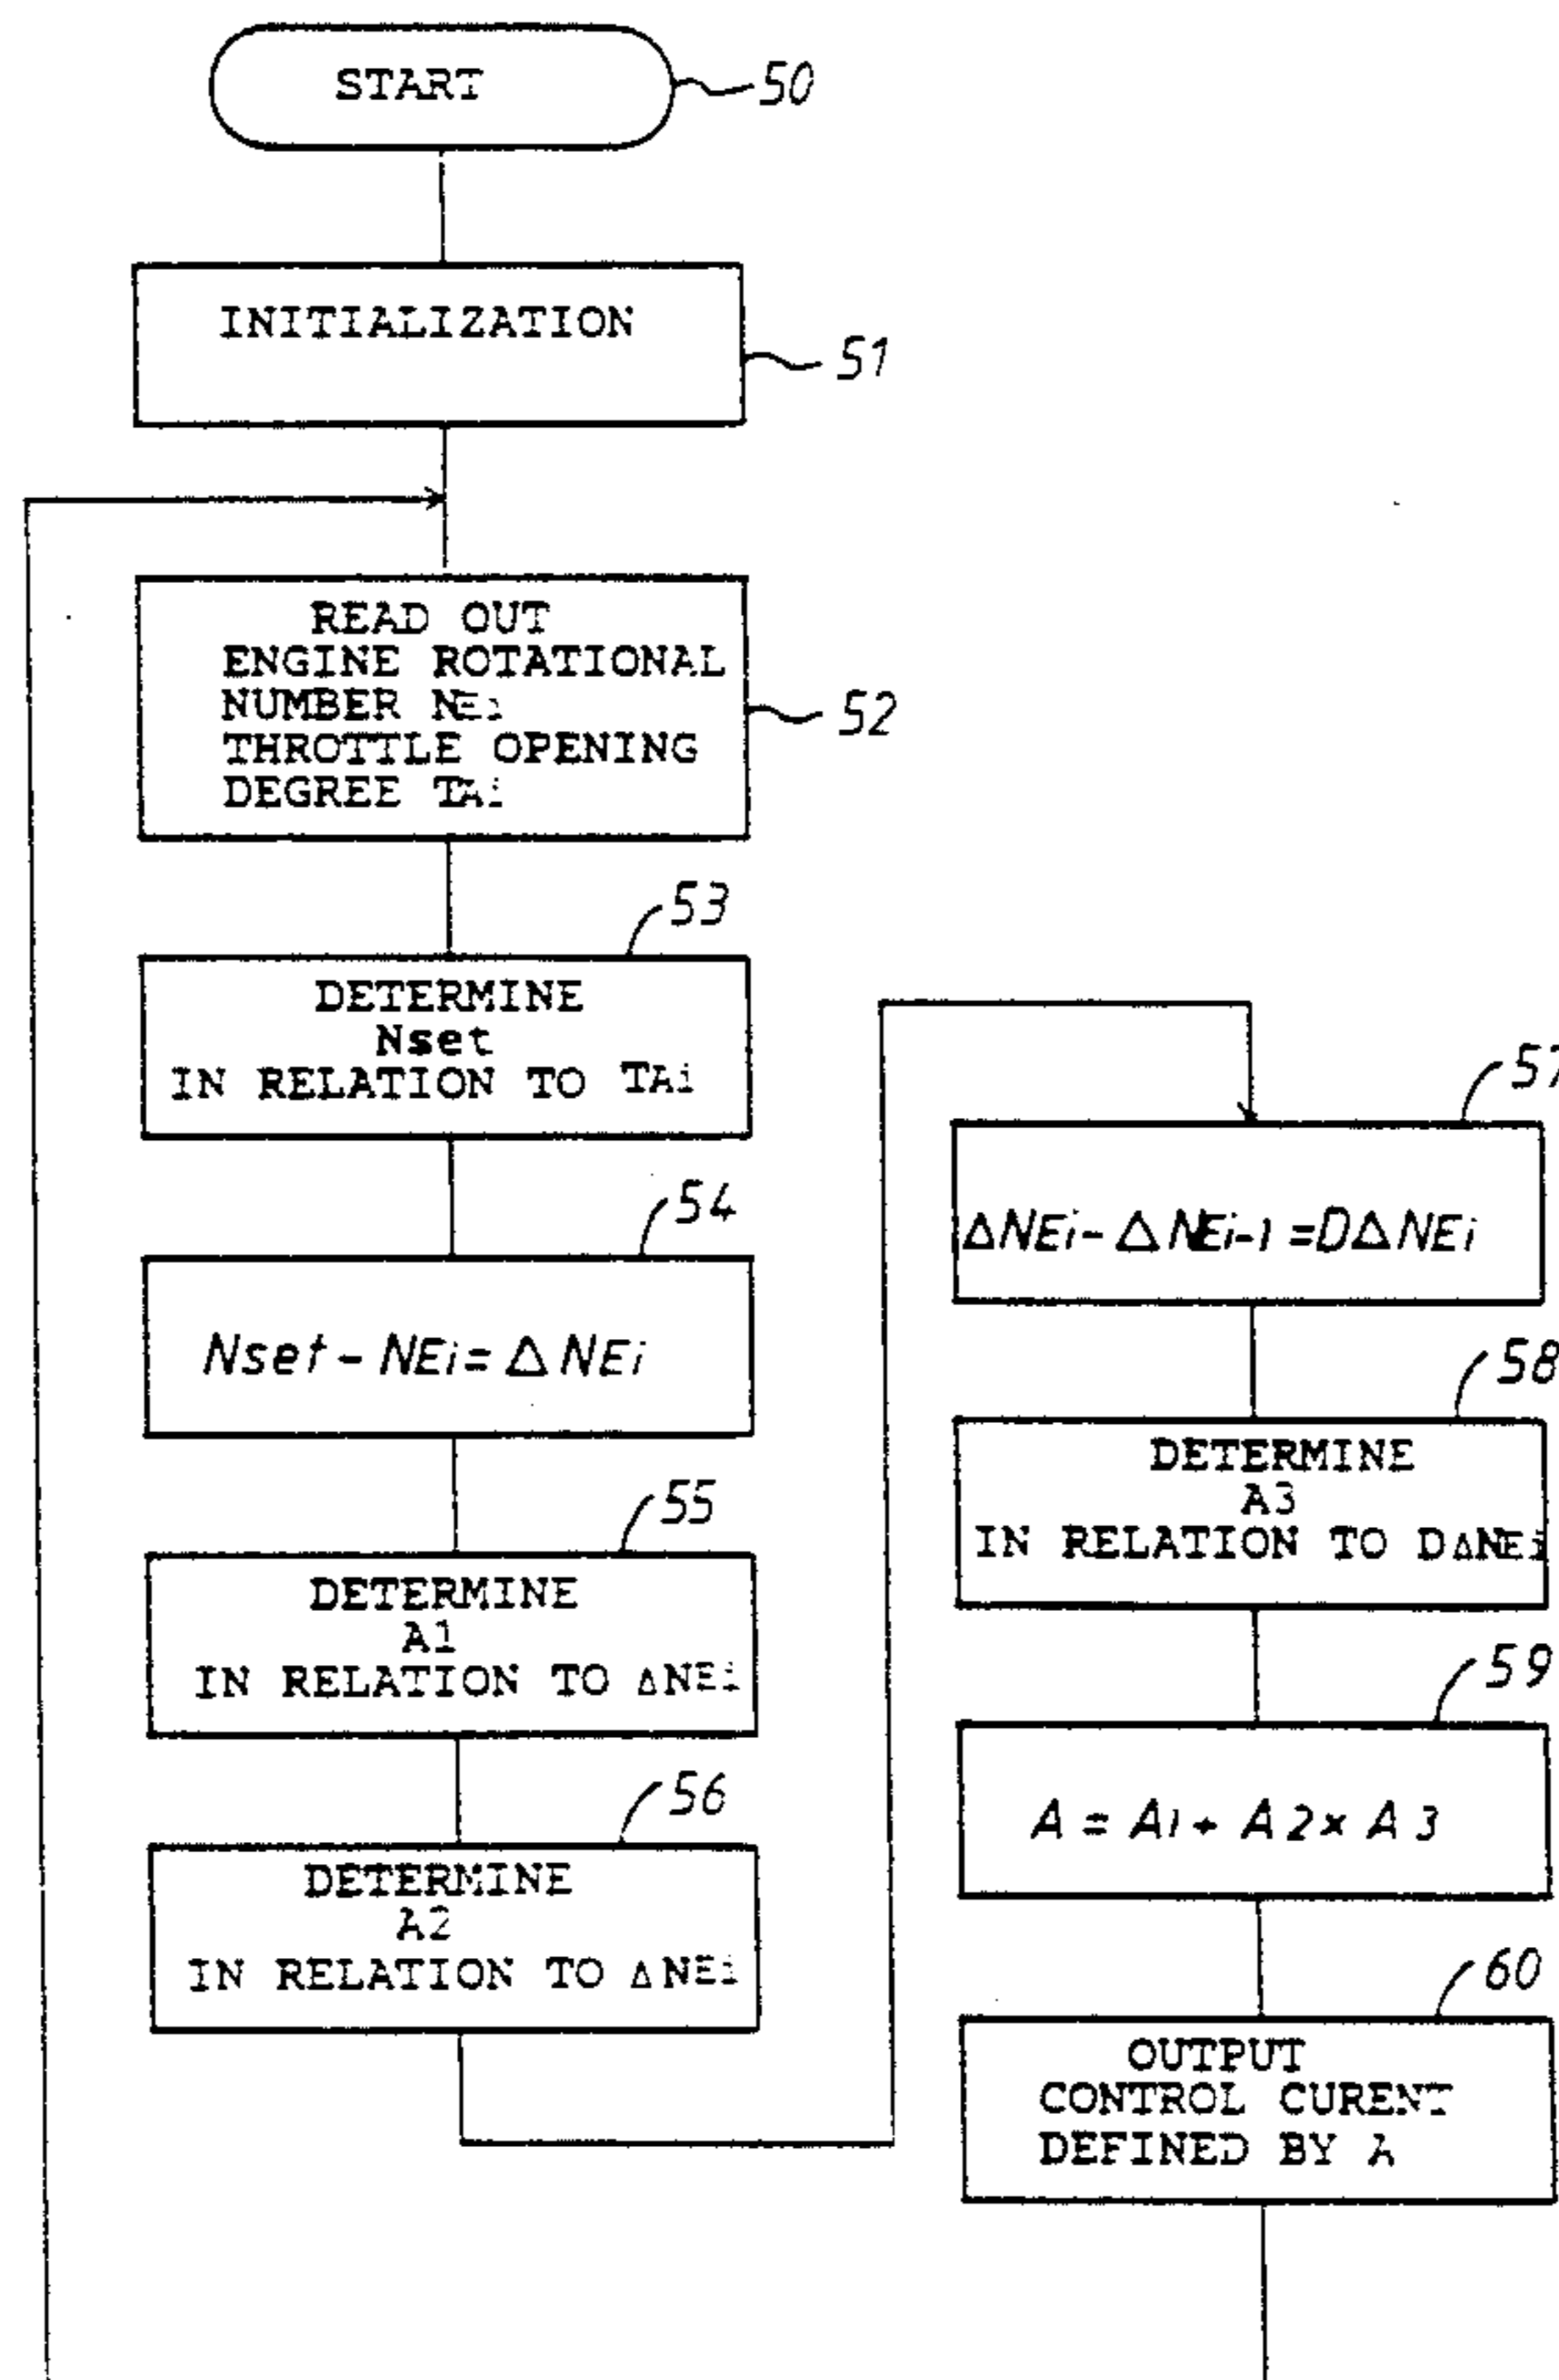 START
50
INITIALIZATION
51
READ OUT
ENGINE ROTATIONAL
NUMBER NEi
THROTTLE OPENING
DEGREE TAi
52
53
DETERMINE
Nset
IN RELATION TO TAi
54
Nset - NEi = Δ NEi
55
DETERMINE
A1
IN RELATION TO ΔNEi
56
DETERMINE
A2
IN RELATION TO ΔNEi
57
ΔNEi - ΔNEi-1 = DΔNEi
58
DETERMINE
A3
IN RELATION TO DΔNEi
59
A = A1 + A2 × A3
60
OUTPUT
CONTROL CURENT
DEFINED BY A